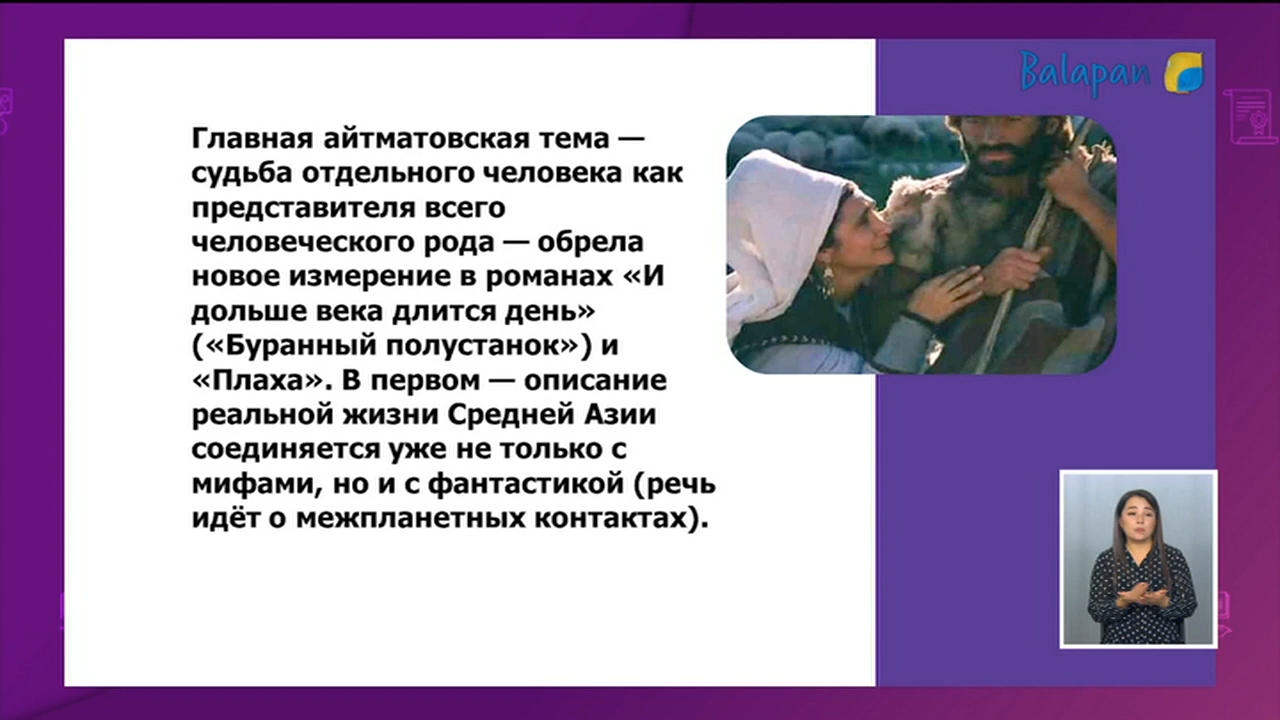 Balapan
Главная айтматовская тема —
судьба отдельного человека как
представителя всего
человеческого рода — обрела
новое измерение в романах «И
дольше века длится день»
(«Буранный полустанок») и
«Плаха». В первом — описание
реальной жизни Средней Азии
соединяется уже не только с
мифами, но и с фантастикой (речь
идёт о межпланетных контактах).